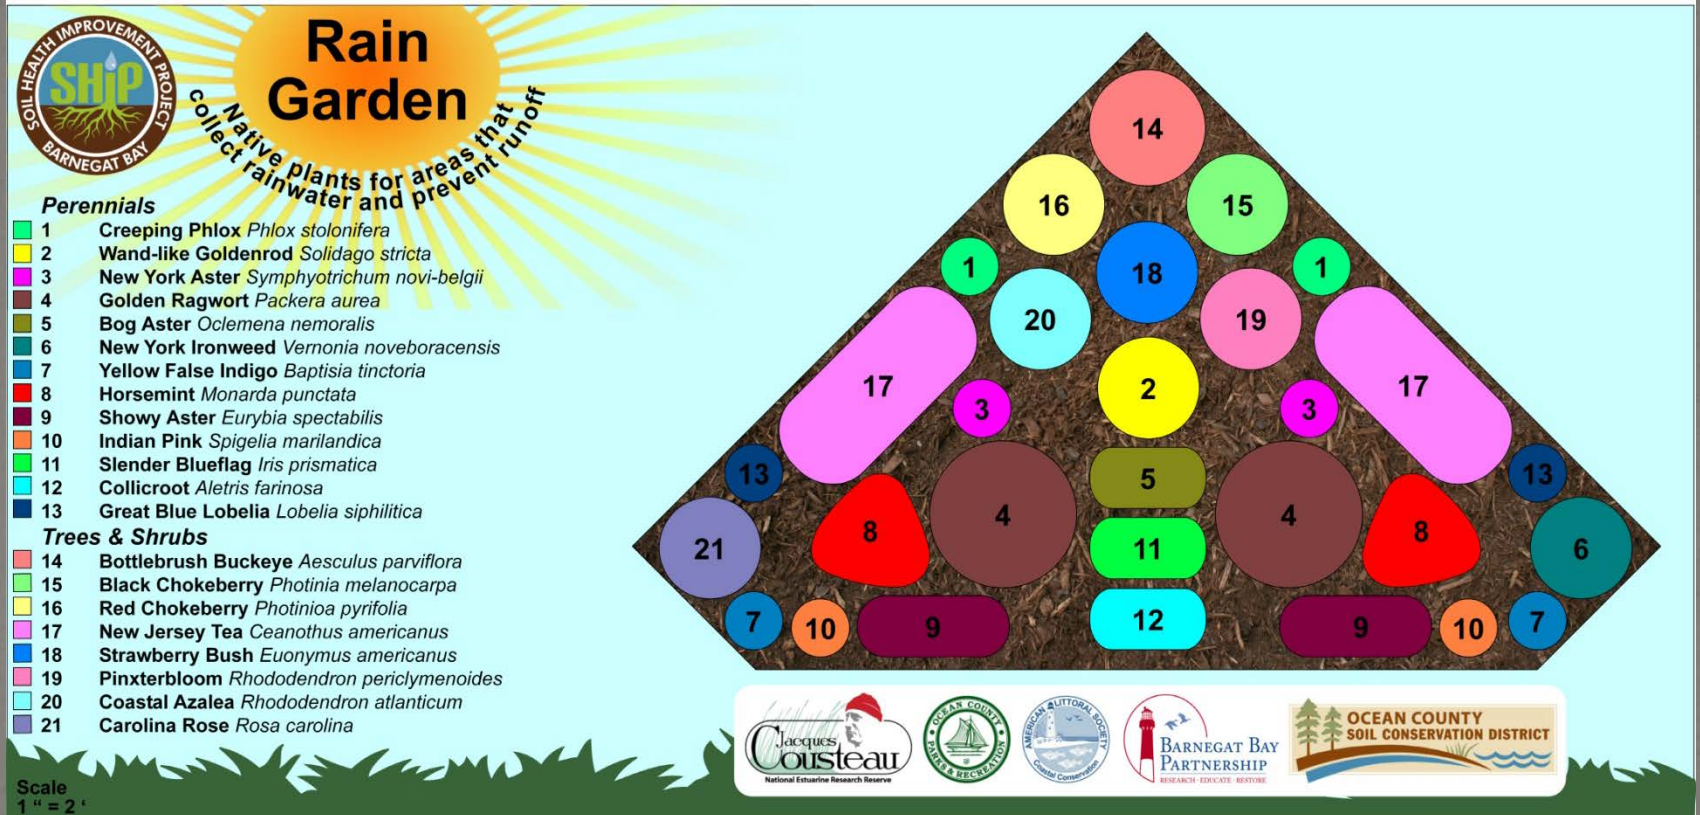 SOIL HEALTH IMPROVEMENT PROJECT
SHiP
BARNEGAT BAY
Rain
Garden
Native plants for areas that
collect rainwater and prevent runoff
Perennials
1 Creeping Phlox Phlox stolonifera
2 Wand-like Goldenrod Solidago stricta
3 New York Aster Symphyotrichum novi-belgii
4 Golden Ragwort Packera aurea
5 Bog Aster Oclemena nemoralis
6 New York Ironweed Vernonia noveboracensis
7 Yellow False Indigo Baptisia tinctoria
8 Horsemint Monarda punctata
9 Showy Aster Eurybia spectabilis
10 Indian Pink Spigelia marilandica
11 Slender Blueflag Iris prismatica
12 Collicroot Aletris farinosa
13 Great Blue Lobelia Lobelia siphilitica
Trees & Shrubs
14 Bottlebrush Buckeye Aesculus parviflora
15 Black Chokeberry Photinia melanocarpa
16 Red Chokeberry Photinioa pyrifolia
17 New Jersey Tea Ceanothus americanus
18 Strawberry Bush Euonymus americanus
19 Pinxterbloom Rhododendron periclymenoides
20 Coastal Azalea Rhododendron atlanticum
21 Carolina Rose Rosa carolina
Scale
1 “ = 2 ‘
14
16 15
1 18 1
20 19
17 2 17
3 3
13 5 13
4 4
8 8
21 11 6
7 10 9 12 9 10 7
Jacques
Cousteau
National Estuarine Research Reserve
OCEAN COUNTY
PARKS & RECREATION
AMERICAN LITTORAL SOCIETY
Coastal Conservation
BARNEGAT BAY
PARTNERSHIP
RESEARCH · EDUCATE · RESTORE
OCEAN COUNTY
SOIL CONSERVATION DISTRICT